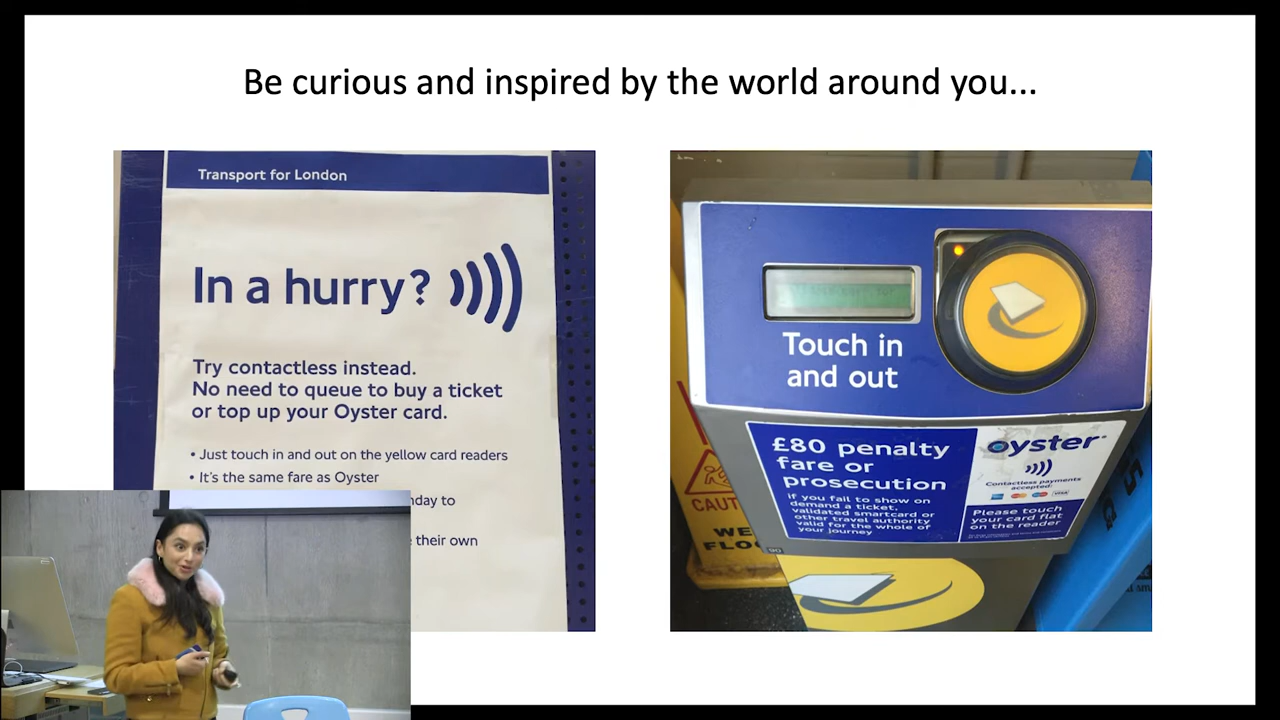 Be curious and inspired by the world around you...
Transport for London
In a hurry?
Try contactless instead.
No need to queue to buy a ticket
or top up your Oyster card.
• Just touch in and out on the yellow card readers
• It's the same fare as Oyster
to
their own
Touch in
and out
£80 penalty
fare or
prosecution
If you fail to show on
demand a ticket,
validated smartcard or
other travel authority
valid for the whole of
your journey
oyster
Contactless payments
accepted:
VISA
Please touch
your card flat
on the reader
90
CAUT
WE
FLOO